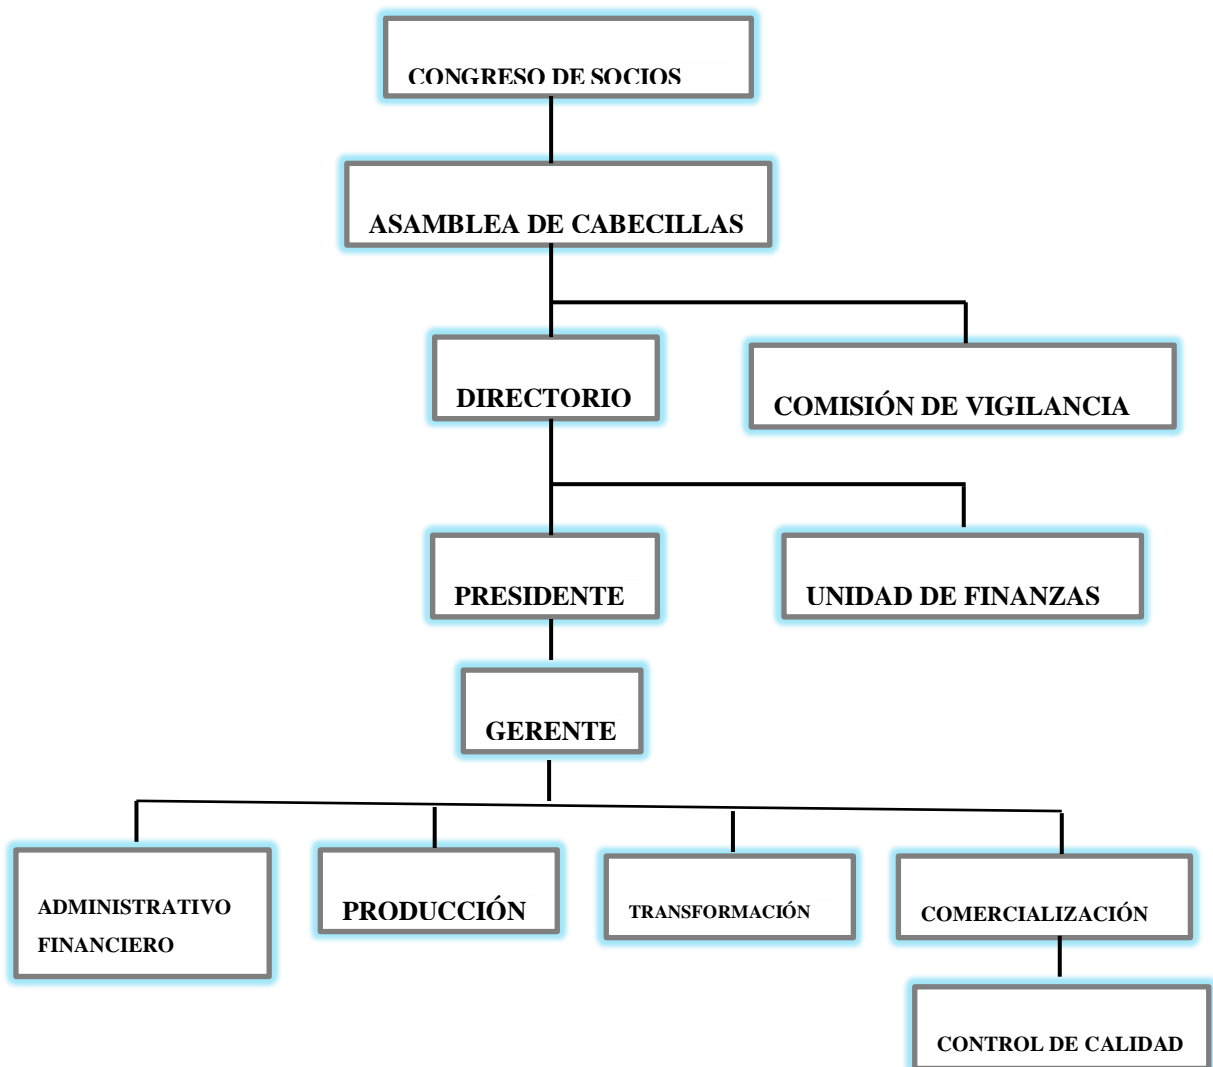 CONGRESO DE SOCIOS
ASAMBLEA DE CABECILLAS
DIRECTORIO
COMISIÓN DE VIGILANCIA
PRESIDENTE
UNIDAD DE FINANZAS
GERENTE
ADMINISTRATIVO
FINANCIERO
PRODUCCIÓN
TRANSFORMACIÓN
COMERCIALIZACIÓN
CONTROL DE CALIDAD